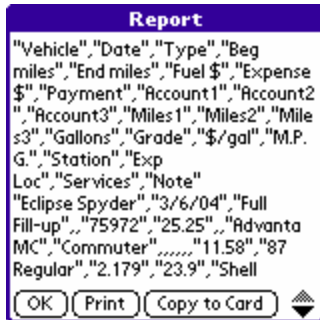 Report
"Vehicle","Date","Type","Beg
miles","End miles","Fuel $","Expense
$","Payment","Account1","Account2
","Account3","Miles1","Miles2","Mile
s3","Gallons","Grade","$/gal","M.P.
G.","Station","Exp
Loc","Services","Note"
"Eclipse Spyder","3/6/04","Full
Fill-up",,"75972","25.25",,"Advanta
MC","Commuter",,,,,,"11.58","87
Regular","2.179","23.9","Shell
OK Print Copy to Card